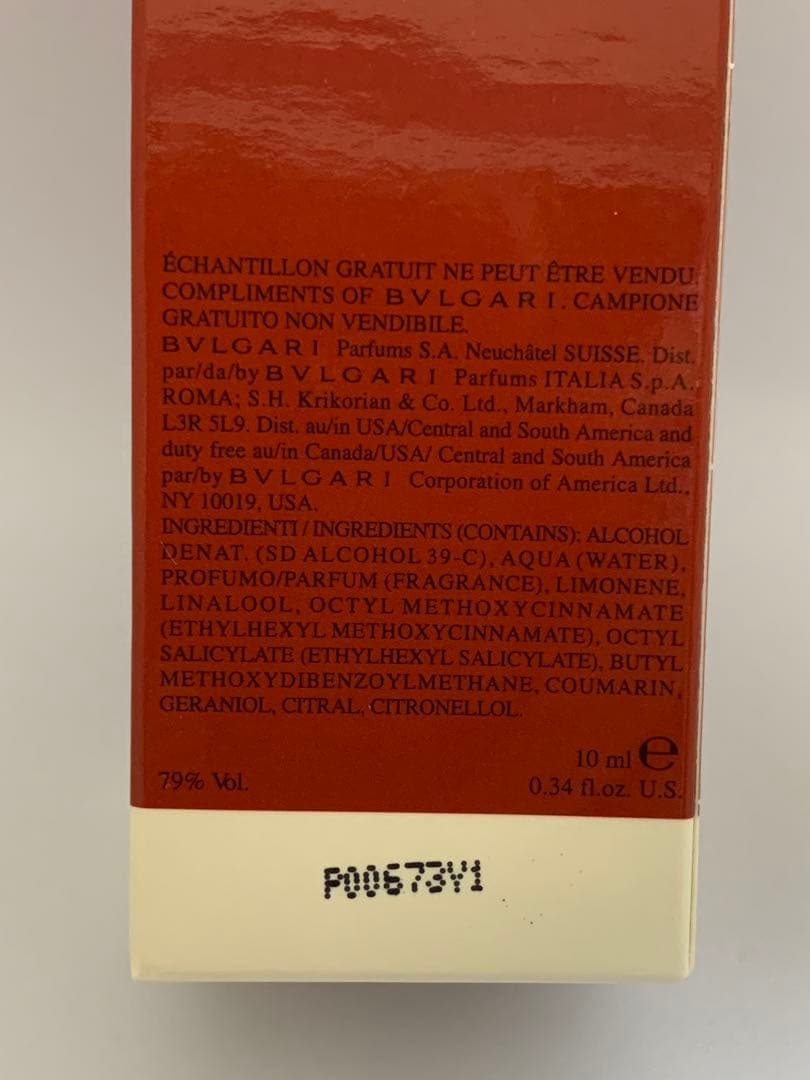 ÉCHANTILLON GRATUIT NE PEUT ÊTRE VENDU.
COMPLIMENTS OF BVLGARI. CAMPIONE
GRATUITO NON VENDIBILE.
BVLGARI Parfums S.A. Neuchâtel SUISSE. Dist.
par/da/by BVLGARI Parfums ITALIA S.p.A.,
ROMA; S.H. Krikorian & Co. Ltd., Markham, Canada
L3R 5L9. Dist. au/in USA/Central and South America and
duty free au/in Canada/USA/ Central and South America
par/by BVLGARI Corporation of America Ltd.,
NY 10019, USA.
INGREDIENTI / INGREDIENTS (CONTAINS): ALCOHOL
DENAT. (SD ALCOHOL 39-C), AQUA (WATER),
PROFUMO/PARFUM (FRAGRANCE), LIMONENE,
LINALOOL, OCTYL METHOXYCINNAMATE
(ETHYLHEXYL METHOXYCINNAMATE), OCTYL
SALICYLATE (ETHYLHEXYL SALICYLATE), BUTYL
METHOXYDIBENZOYLMETHANE, COUMARIN,
GERANIOL, CITRAL, CITRONELLOL.
10 ml e
79% Vol. 0.34 fl.oz. U.S.
P00673Y1